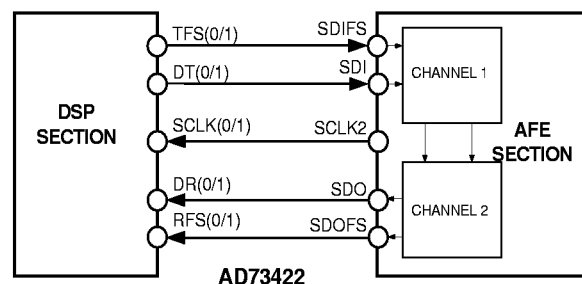 TFS(0/1)
SDIFS
DT(0/1)
SDI
CHANNEL 1
DSP
SECTION
SCLK(0/1)
SCLK2
AFE
SECTION
DR(0/1)
SDO
RFS(0/1)
SDOFS
CHANNEL 2
AD73422